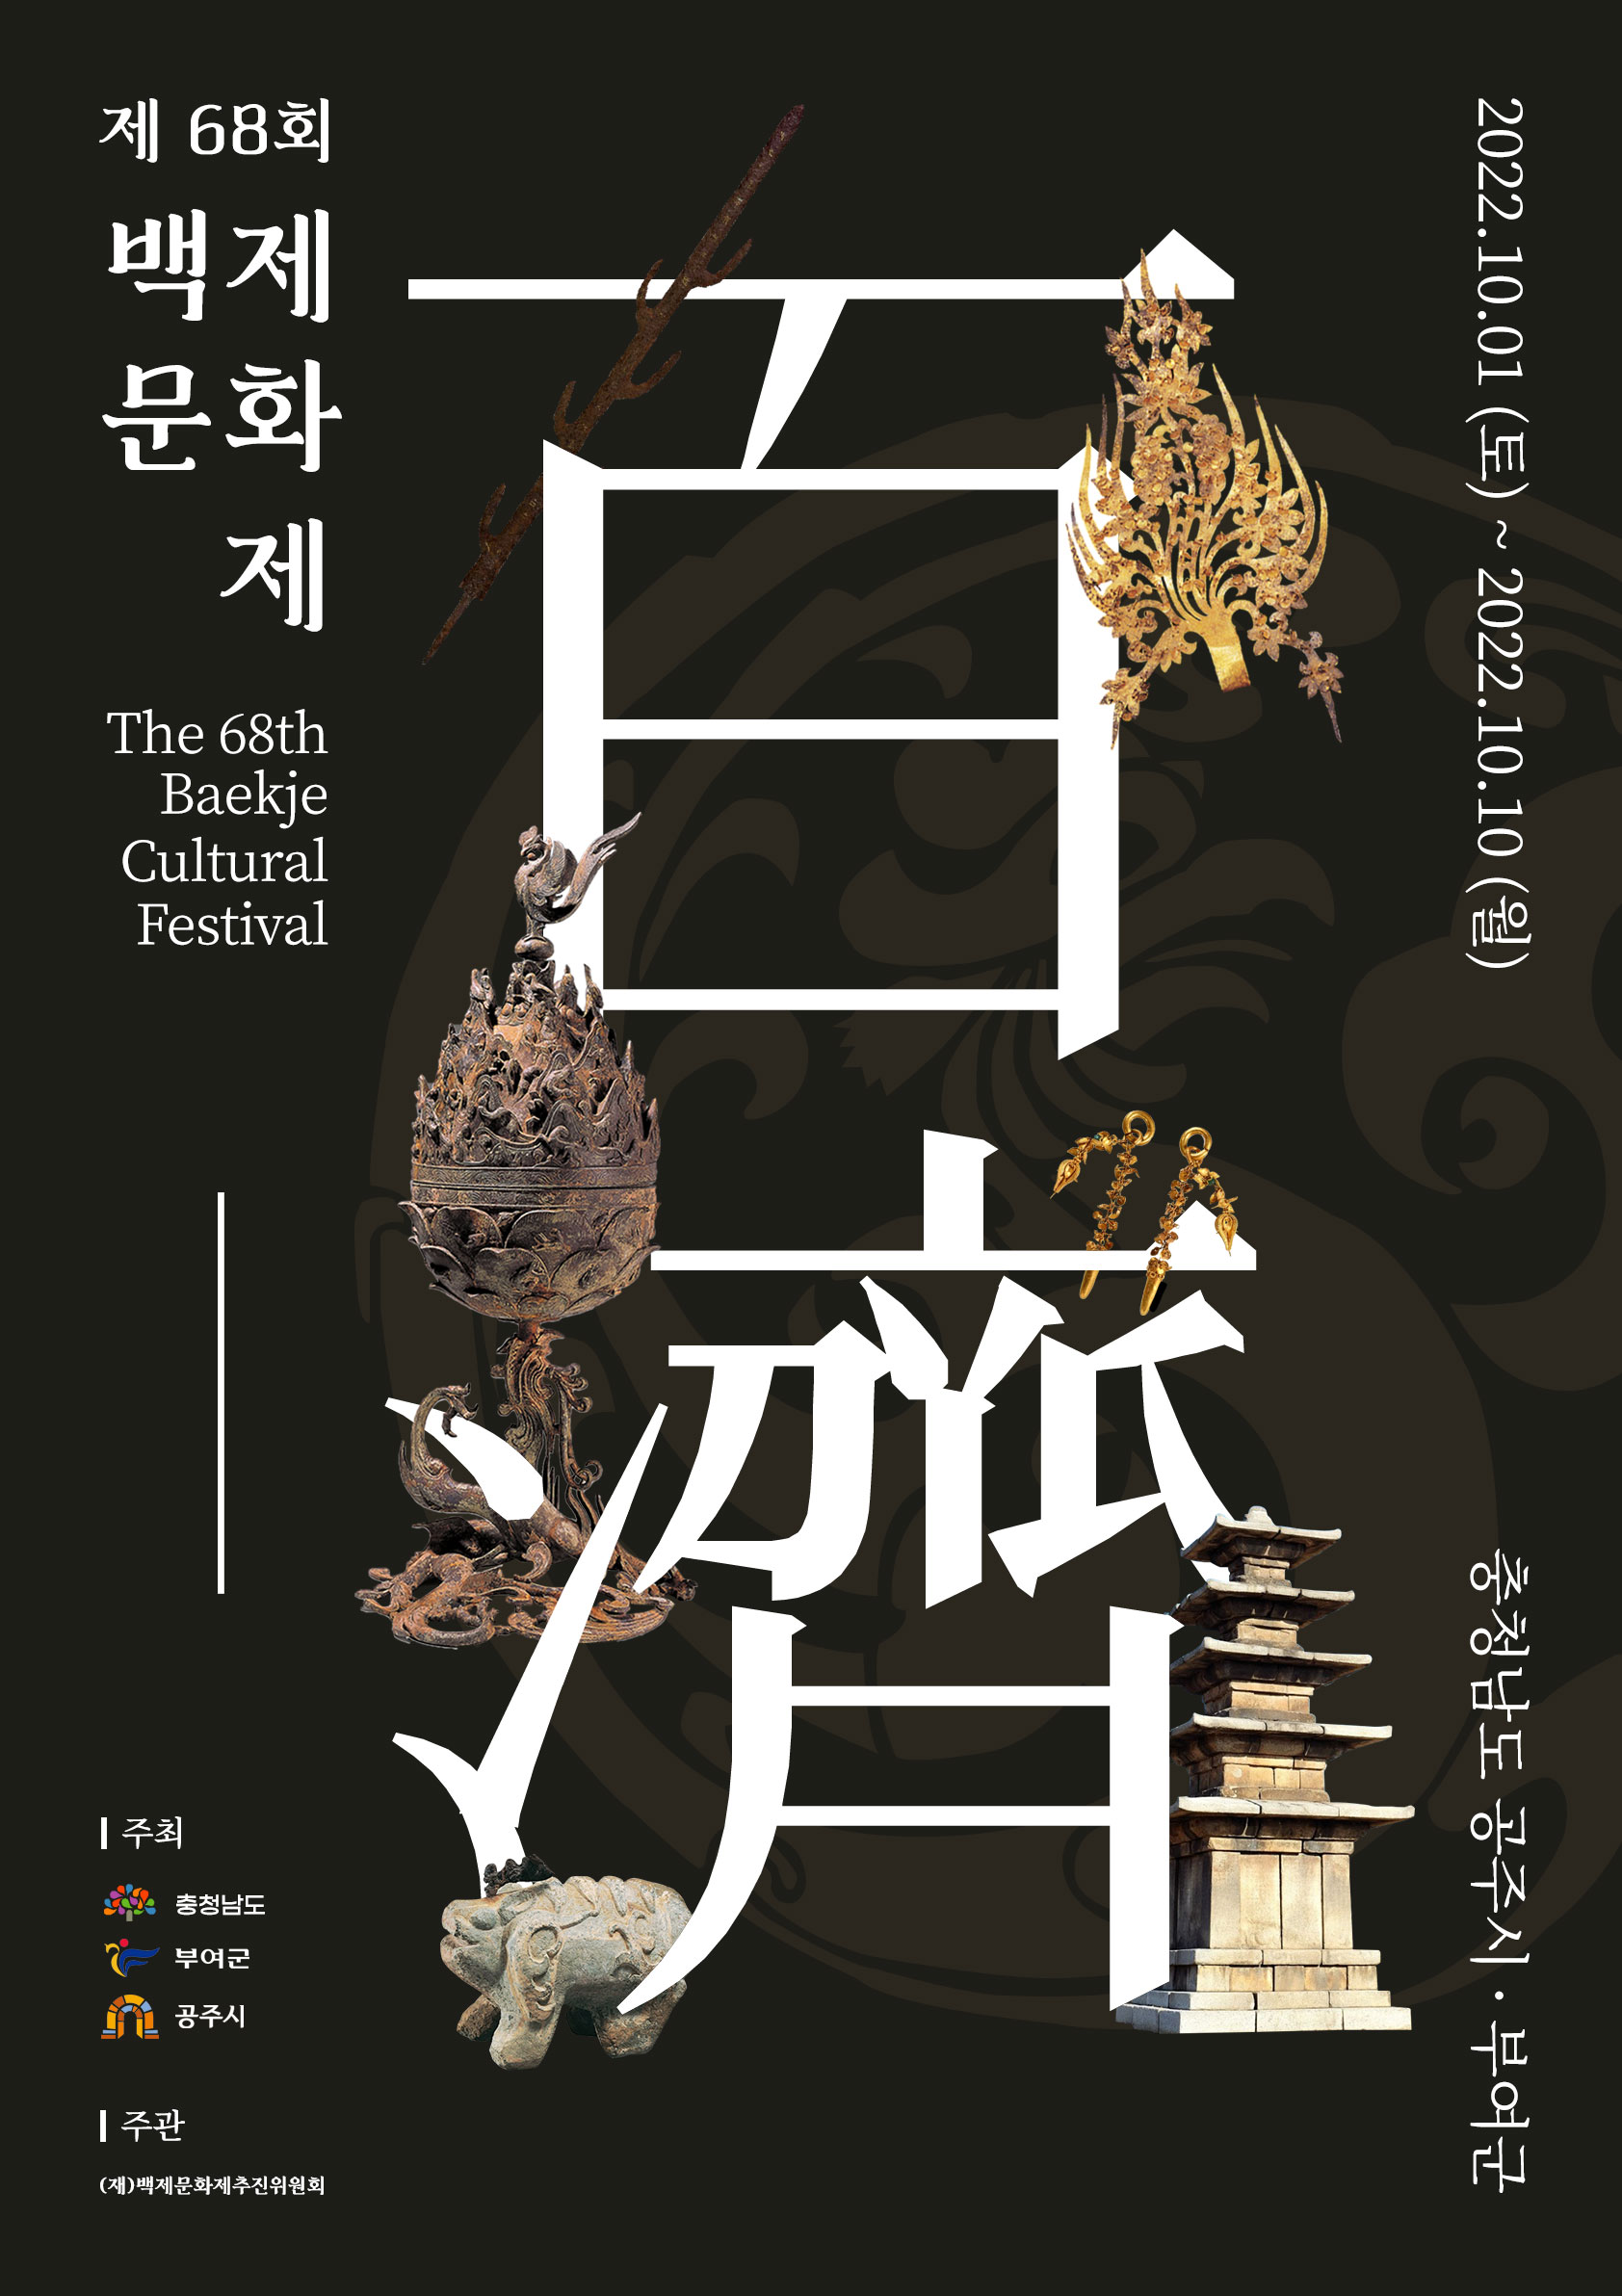 제 68회
백제
문화
제
The 68th
Baekje
Cultural
Festival
百
濟
2022.10.01 (토) ~ 2022.10.10 (월)
충청남도 공주시 · 부여군
주최
충청남도
부여군
공주시
주관
(재)백제문화제추진위원회